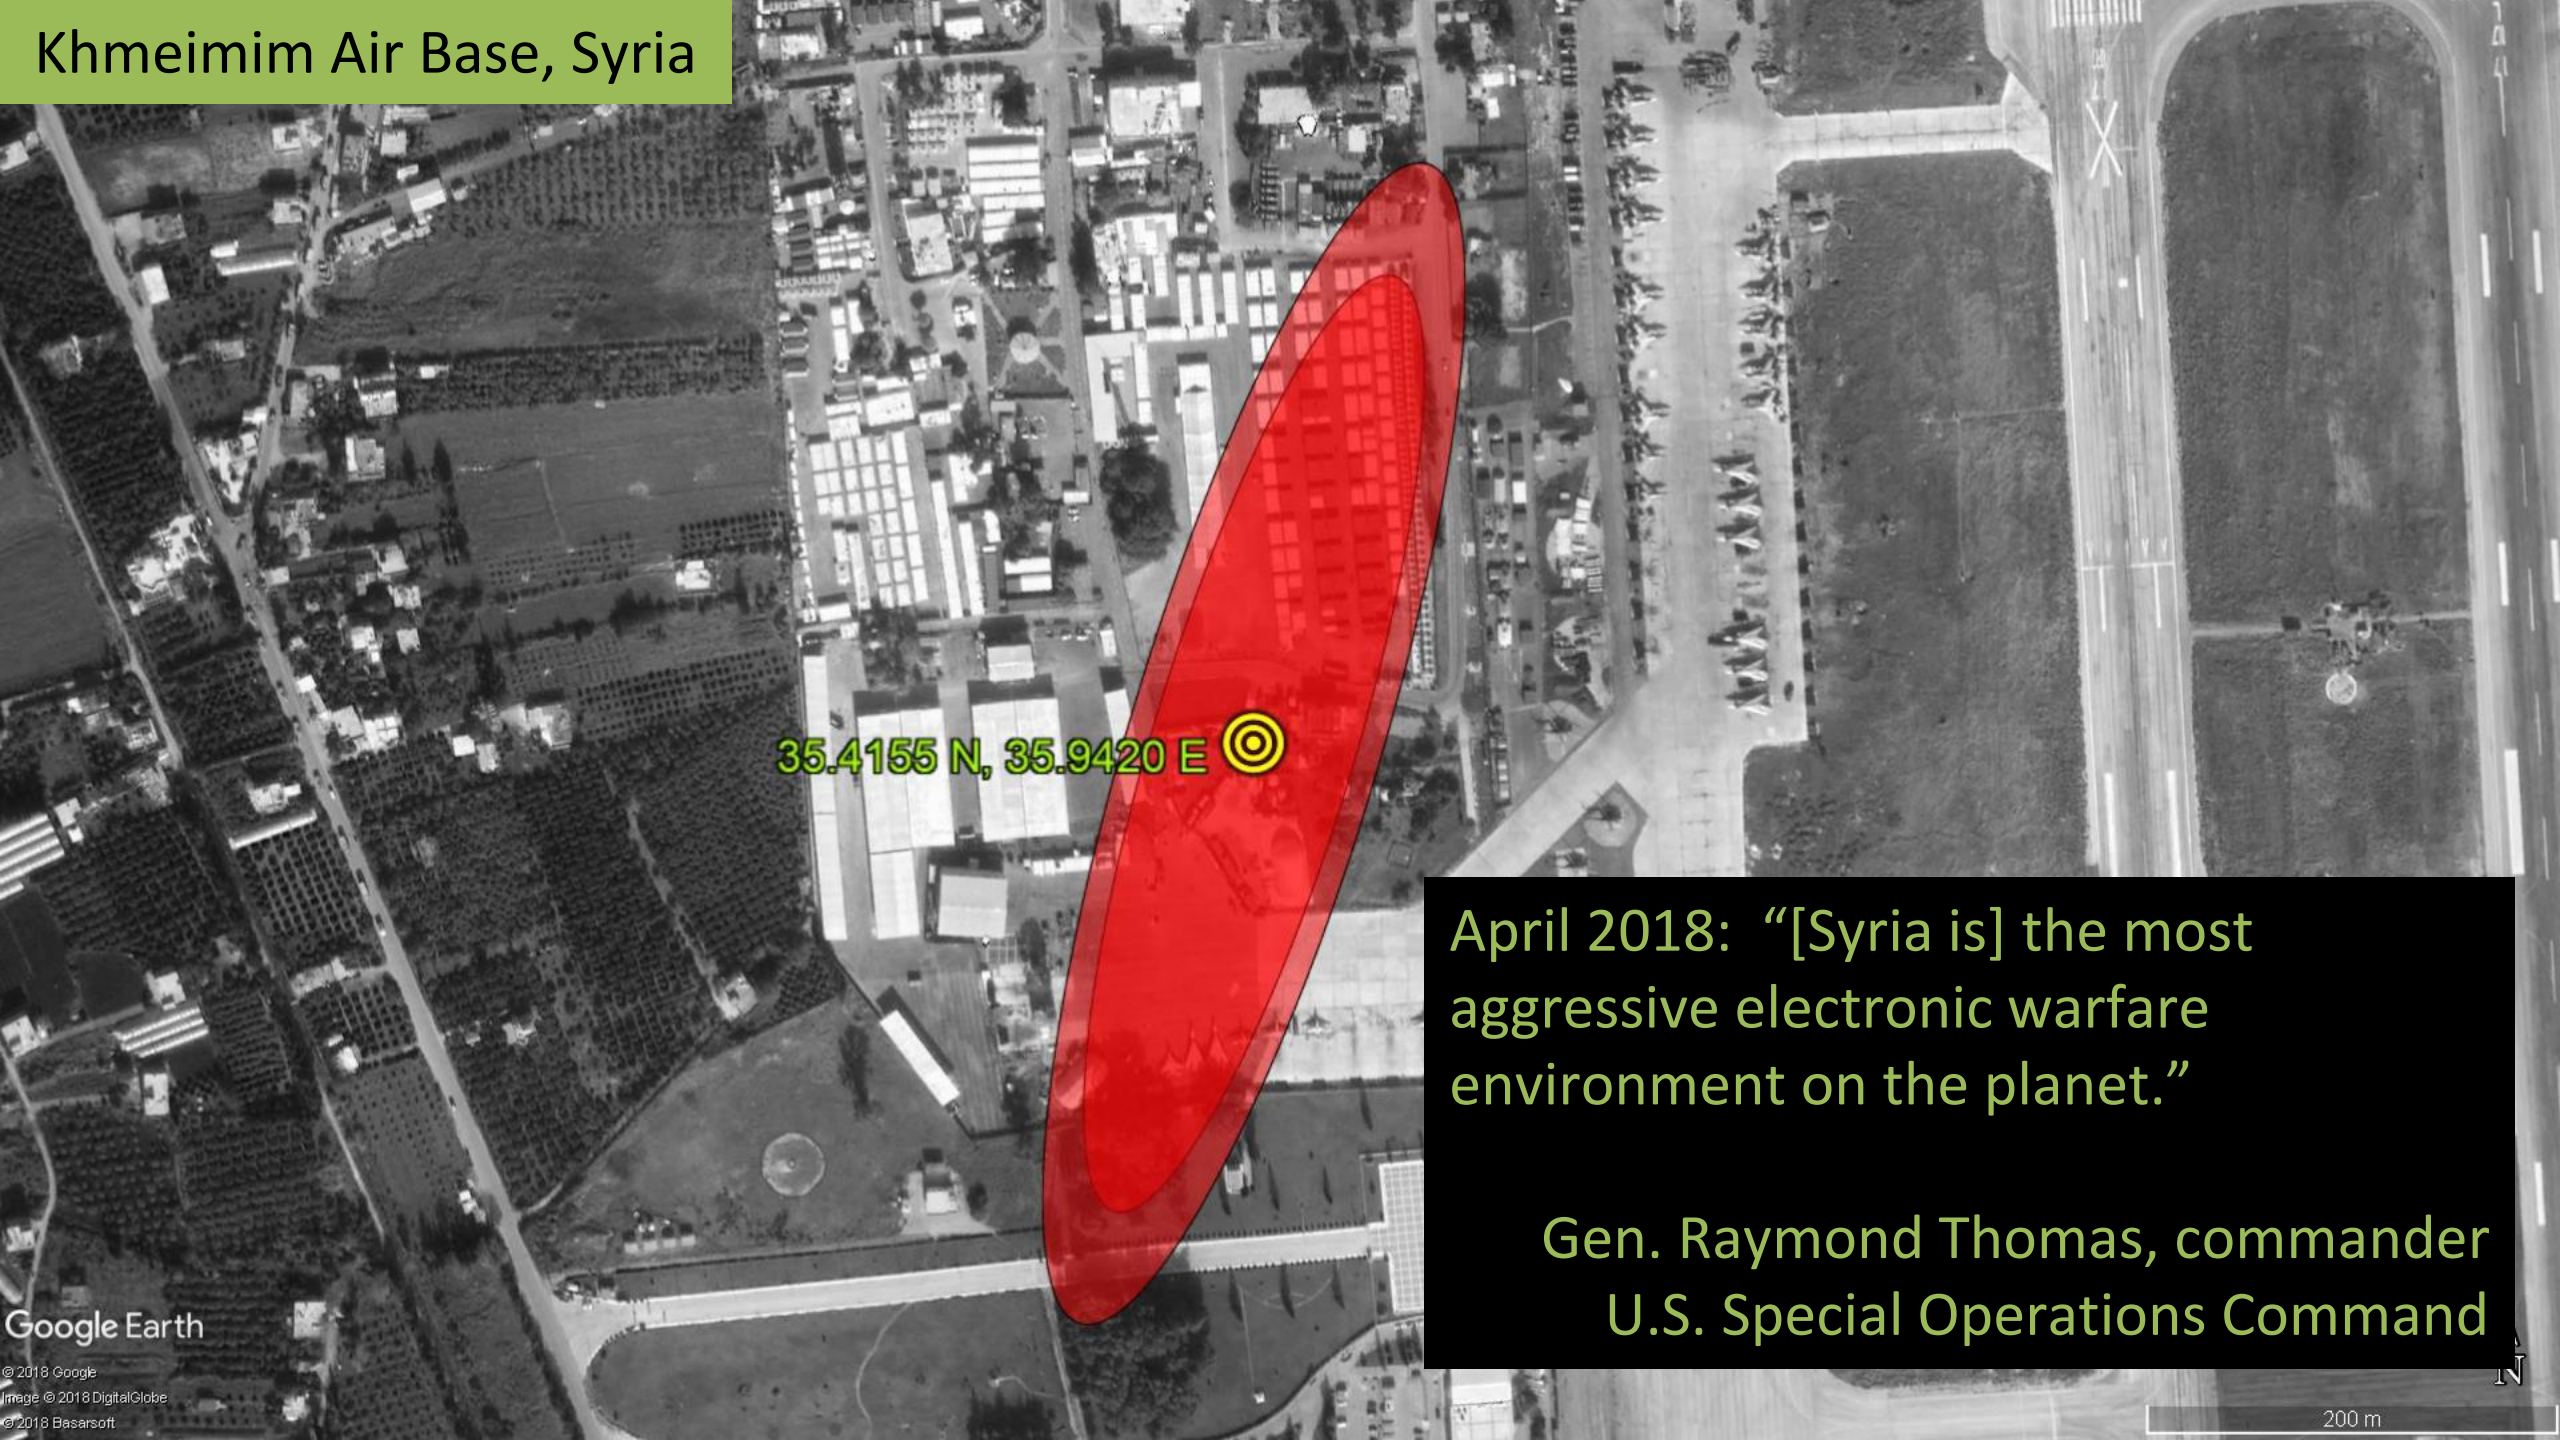 Khmeimim Air Base, Syria
35.4155 N, 35.9420 E
April 2018:  “[Syria is] the most
aggressive electronic warfare
environment on the planet.”
Gen. Raymond Thomas, commander
U.S. Special Operations Command
Google Earth
© 2018 Google
Image © 2018 DigitalGlobe
© 2018 Basarsoft
N
200 m